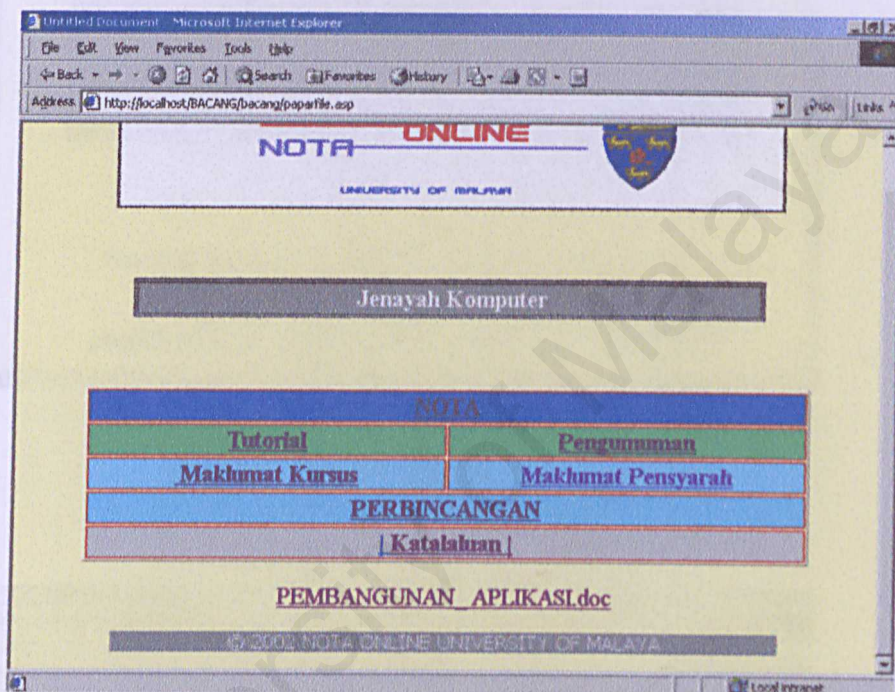 Untitled Document - Microsoft Internet Explorer
File Edit View Favorites Tools Help
Back Search Favorites History
Address http://localhost/BACANG/bacang/paparfile.asp Links
ONLINE
NOTA
UNIVERSITY OF MALAYA
Jenayah Komputer
NOTA
Tutorial Pengumuman
Maklumat Kursus Maklumat Pensyarah
PERBINCANGAN
| Katalaluan |
PEMBANGUNAN_APLIKASI.doc
© 2002 NOTA ONLINE UNIVERSITY OF MALAYA
Local intranet